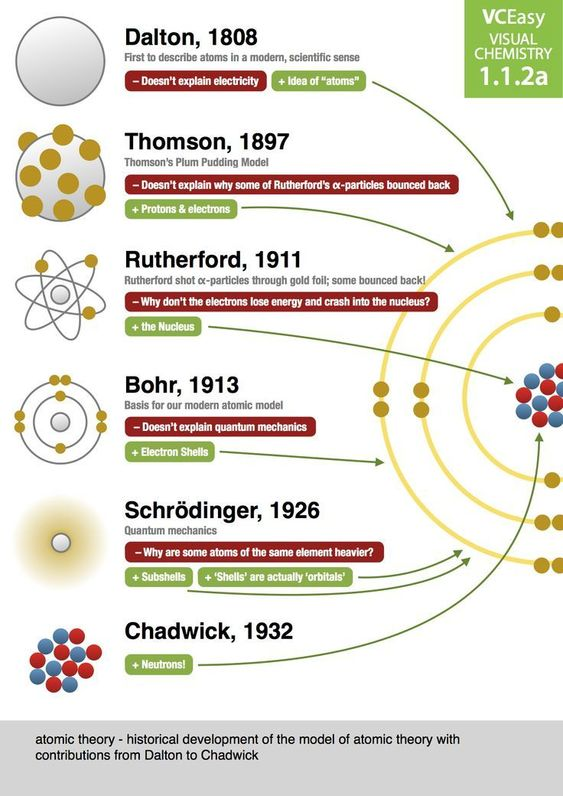 VCEasy
VISUAL
CHEMISTRY
1.1.2a
Dalton, 1808
First to describe atoms in a modern, scientific sense
– Doesn't explain electricity
+ Idea of “atoms”
Thomson, 1897
Thomson's Plum Pudding Model
– Doesn't explain why some of Rutherford's α-particles bounced back
+ Protons & electrons
Rutherford, 1911
Rutherford shot α-particles through gold foil; some bounced back!
– Why don't the electrons lose energy and crash into the nucleus?
+ the Nucleus
Bohr, 1913
Basis for our modern atomic model
– Doesn't explain quantum mechanics
+ Electron Shells
Schrödinger, 1926
Quantum mechanics
– Why are some atoms of the same element heavier?
+ Subshells
+ ‘Shells’ are actually ‘orbitals’
Chadwick, 1932
+ Neutrons!
atomic theory - historical development of the model of atomic theory with
contributions from Dalton to Chadwick